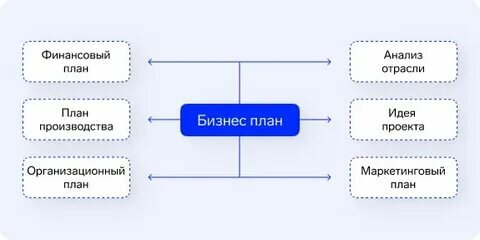 Финансовый
план
Анализ
отрасли
План
производства
Бизнес план
Идея
проекта
Организационный
план
Маркетинговый
план